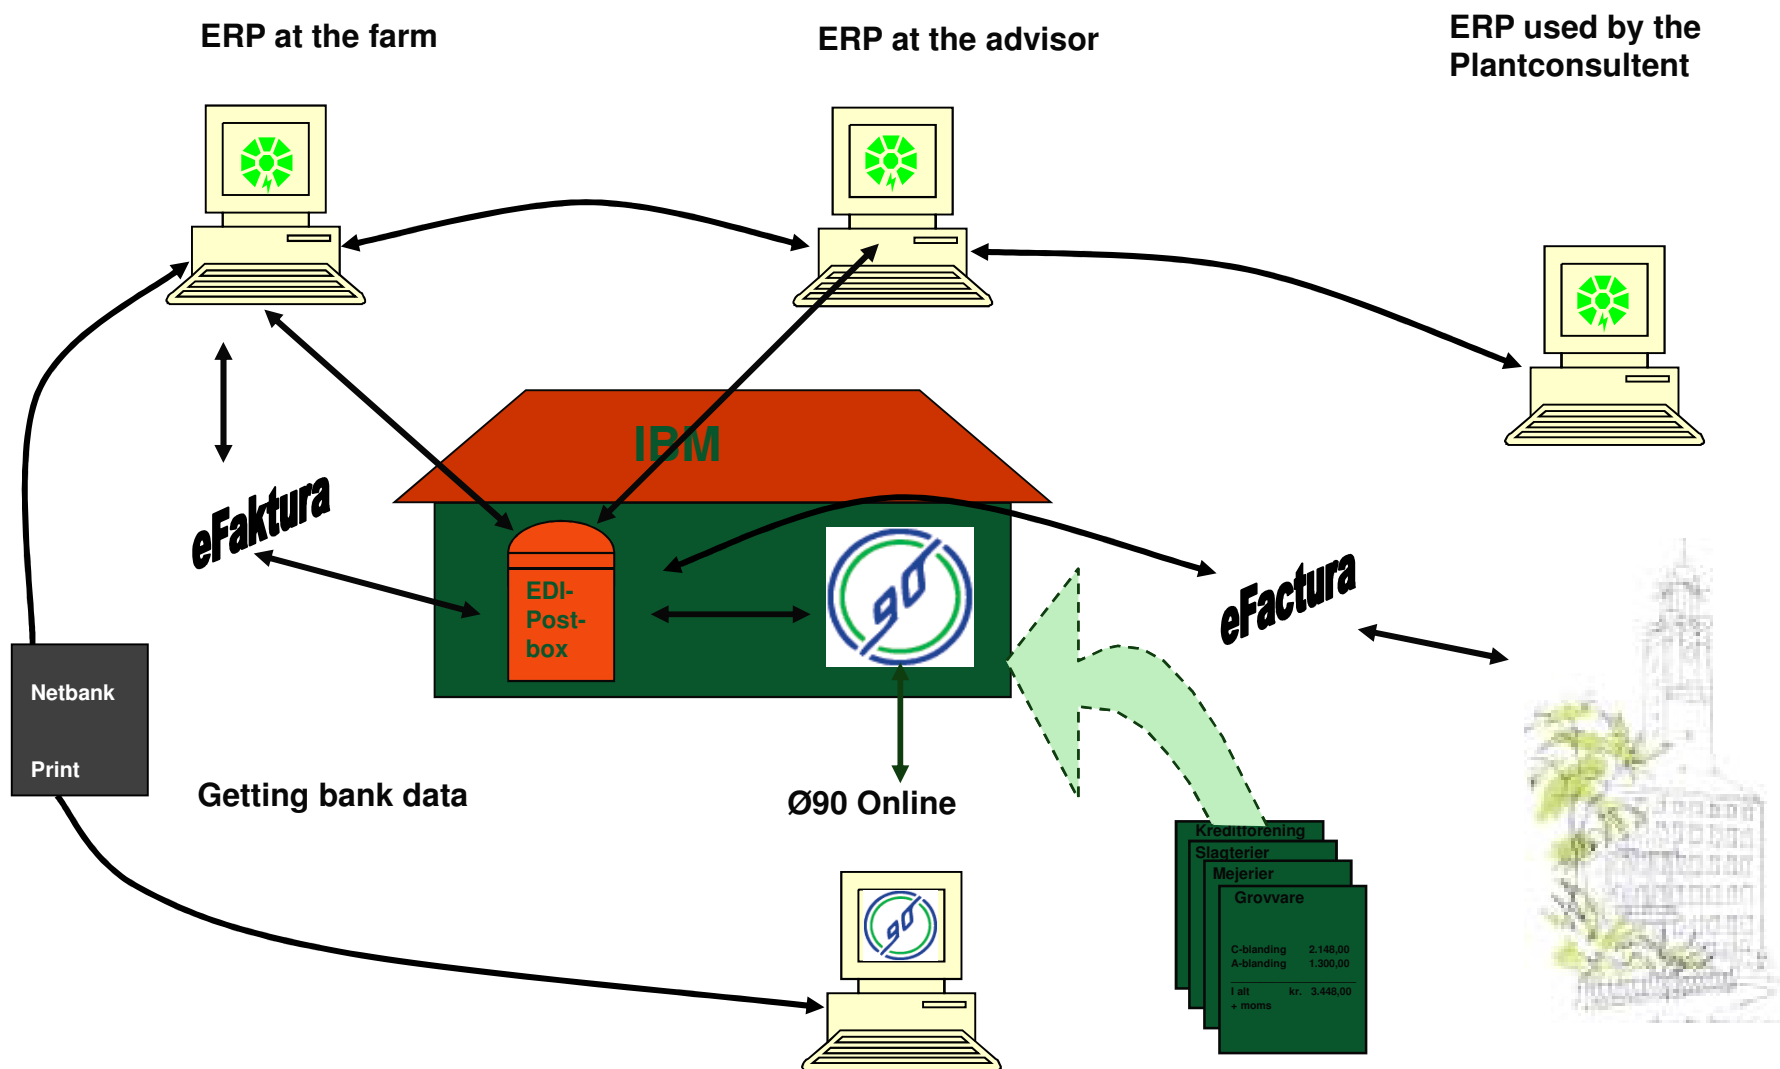 ERP at the farm
ERP at the advisor
ERP used by the
Plantconsultent
IBM
eFaktura
EDI-
Post-
box
90
eFactura
Netbank
Print
Getting bank data
Ø90 Online
Kreditforening
Slagterier
Mejerier
Grovvare
C-blanding 2.148,00
A-blanding 1.300,00
I alt kr. 3.448,00
+ moms
90